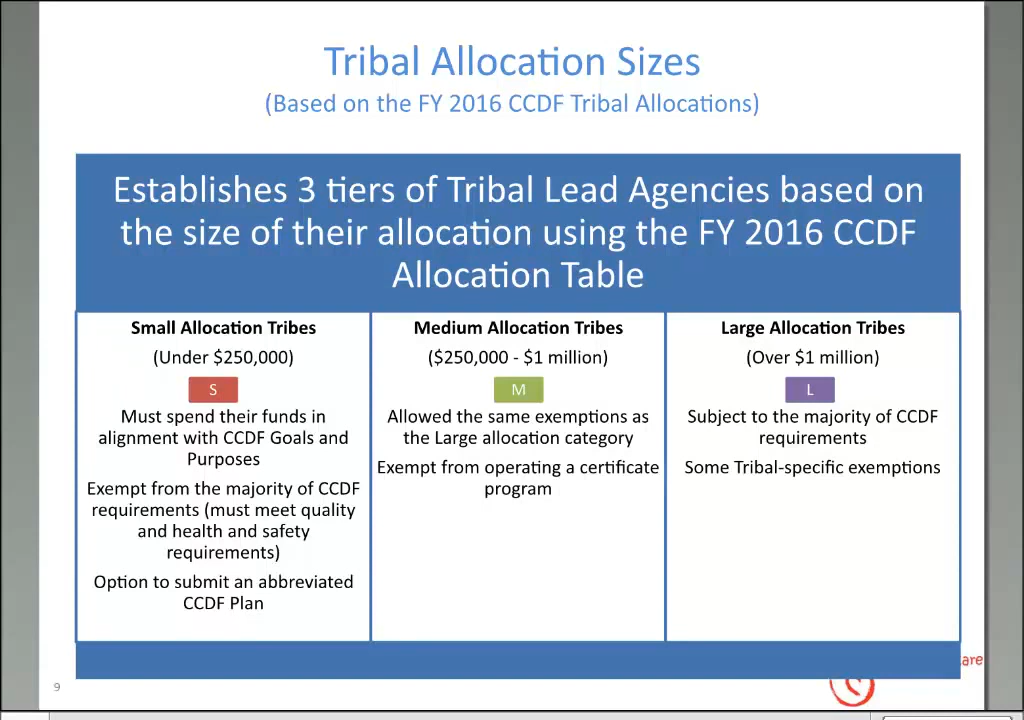 Tribal Allocation Sizes
(Based on the FY 2016 CCDF Tribal Allocations)
Establishes 3 tiers of Tribal Lead Agencies based on
the size of their allocation using the FY 2016 CCDF
Allocation Table
Small Allocation Tribes
(Under $250,000)
S
Must spend their funds in
alignment with CCDF Goals and
Purposes
Exempt from the majority of CCDF
requirements (must meet quality
and health and safety
requirements)
Option to submit an abbreviated
CCDF Plan
Medium Allocation Tribes
($250,000 - $1 million)
M
Allowed the same exemptions as
the Large allocation category
Exempt from operating a certificate
program
Large Allocation Tribes
(Over $1 million)
L
Subject to the majority of CCDF
requirements
Some Tribal-specific exemptions
9